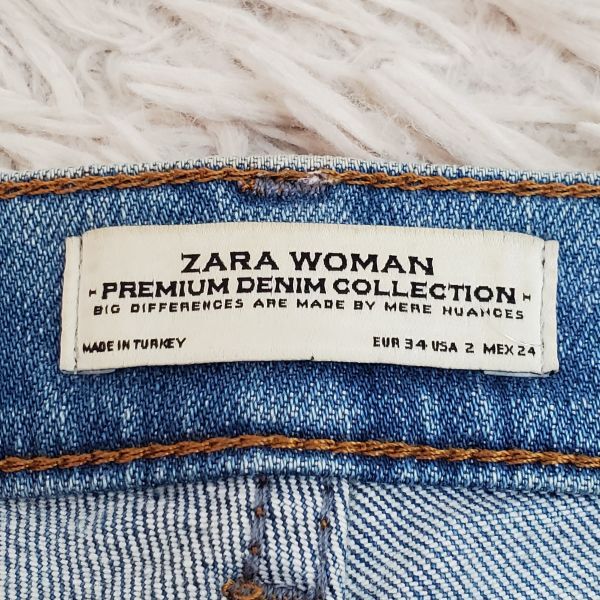 ZARA WOMAN
- PREMIUM DENIM COLLECTION -
BIG DIFFERENCES ARE MADE BY MERE NUANCES
MADE IN TURKEY
EUR 34 USA 2 MEX 24